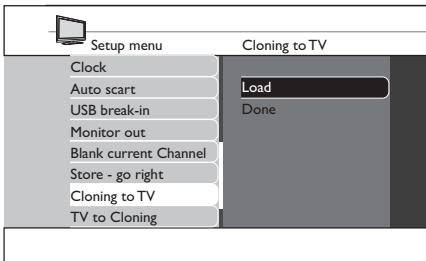 Setup menu
Cloning to TV
Clock
Auto scart
USB break-in
Monitor out
Blank current Channel
Store - go right
Cloning to TV
TV to Cloning
Load
Done